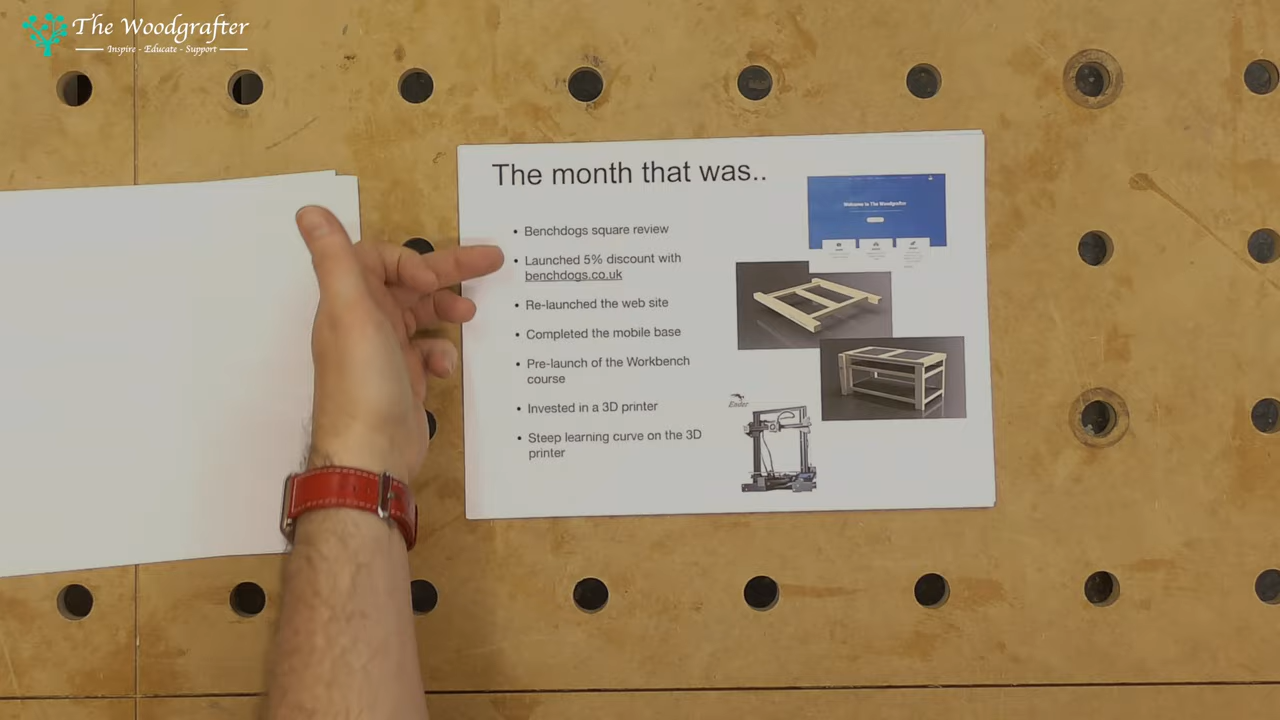 The Woodgrafter
Inspire - Educate - Support
The month that was..
• Benchdogs square review
• Launched 5% discount with
benchdogs.co.uk
• Re-launched the web site
• Completed the mobile base
• Pre-launch of the Workbench
course
• Invested in a 3D printer
• Steep learning curve on the 3D
printer
Welcome to The Woodgrafter
Ender